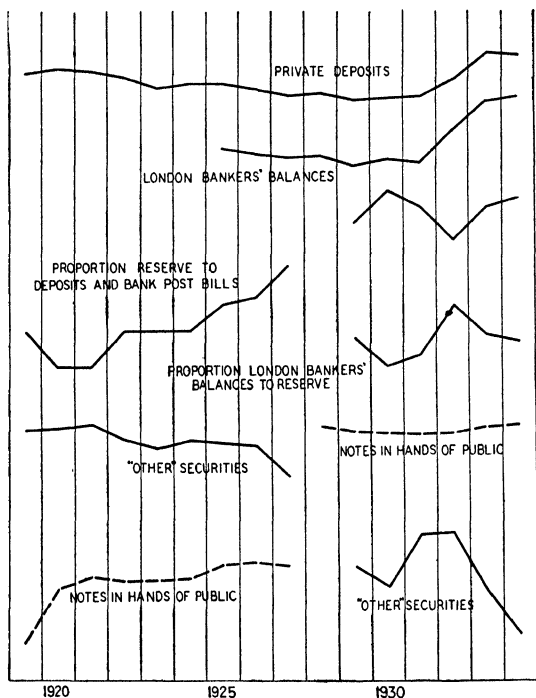 PRIVATE DEPOSITS
LONDON BANKERS' BALANCES
PROPORTION RESERVE TO
DEPOSITS AND BANK POST BILLS
PROPORTION LONDON BANKERS'
BALANCES TO RESERVE
NOTES IN HANDS OF PUBLIC
"OTHER" SECURITIES
NOTES IN HANDS OF PUBLIC
"OTHER" SECURITIES
1920 1925 1930